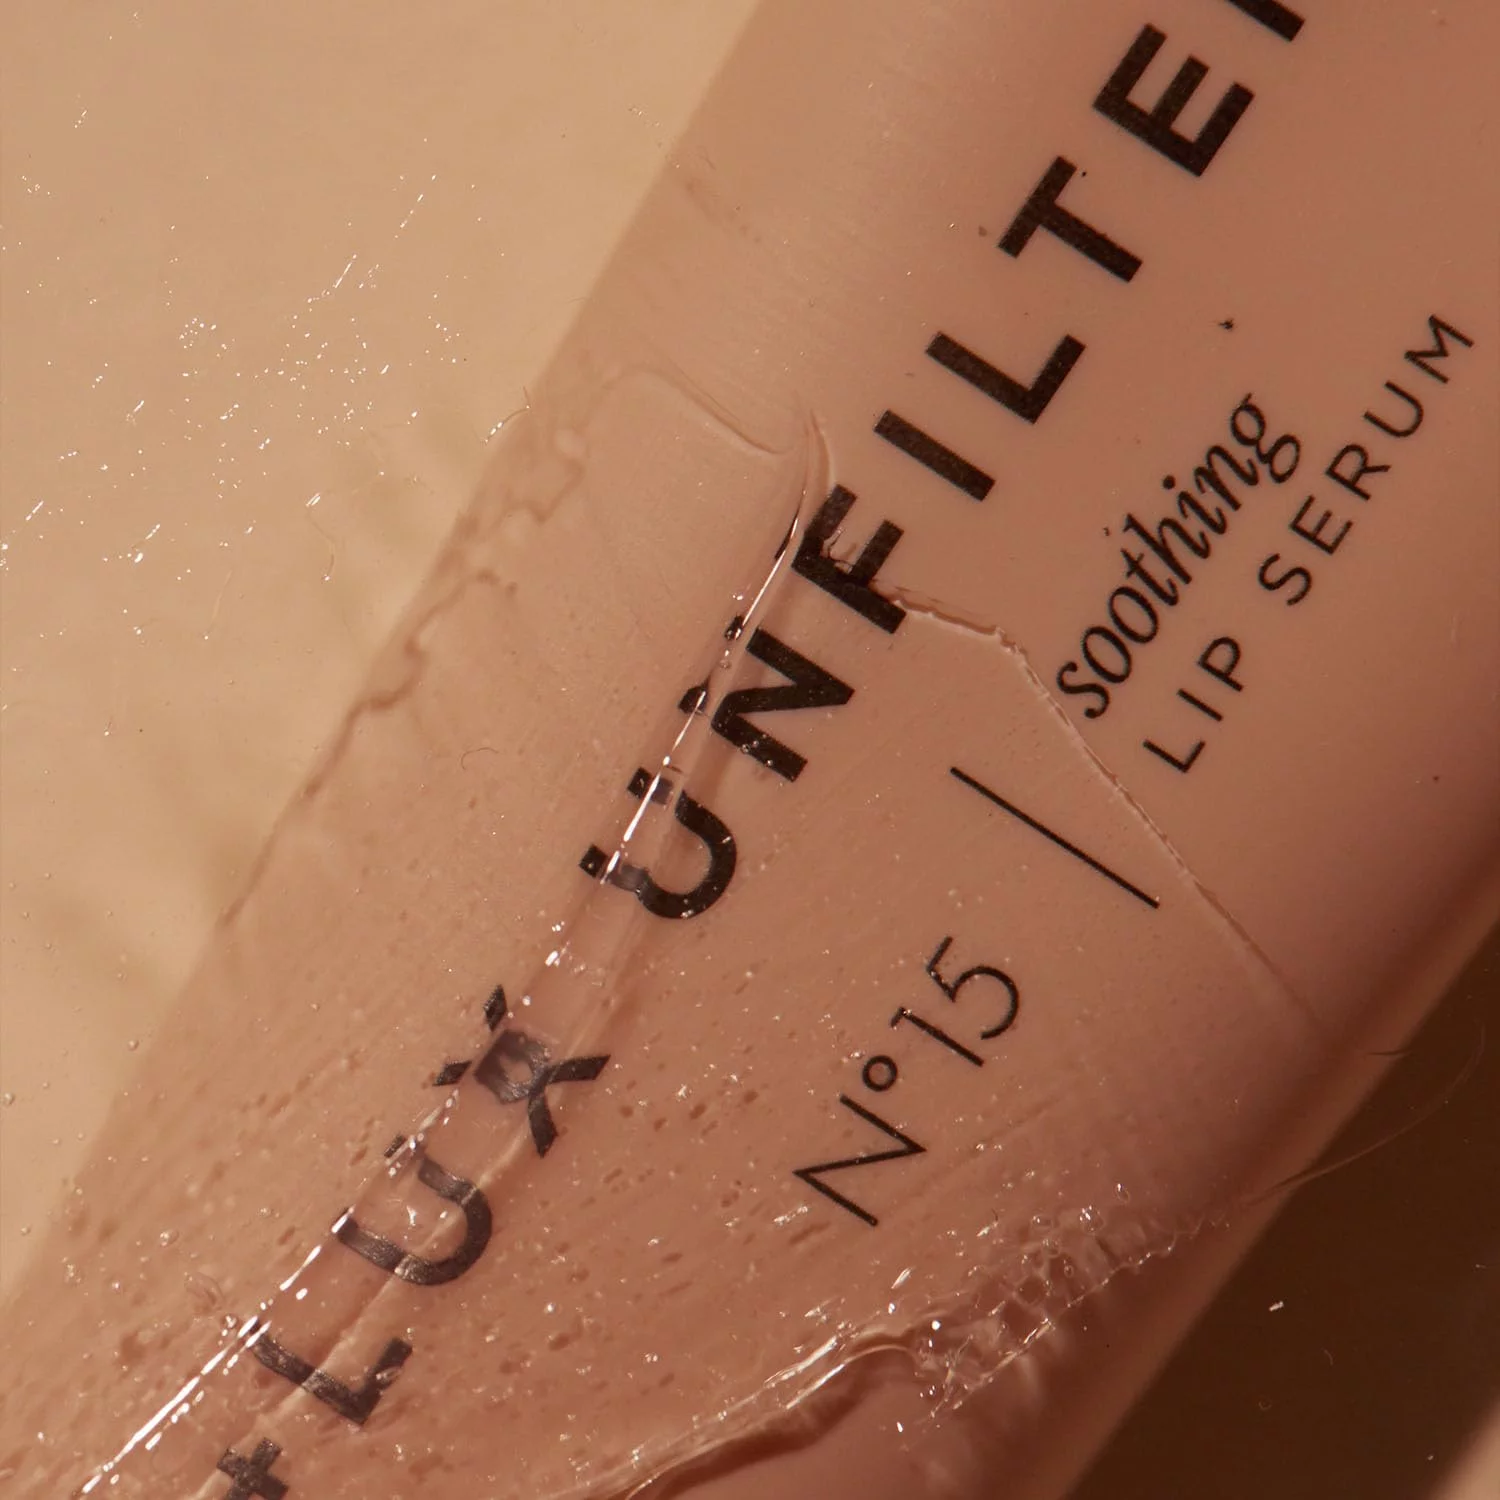 + LUX UNFILTE
N° 15
soothing
LIP SERUM